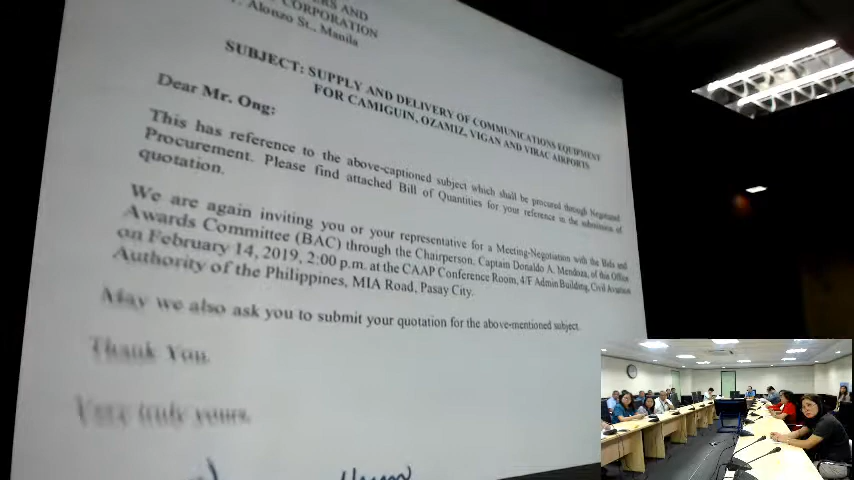 AND
CORPORATION
Alonzo St., Manila
SUBJECT: SUPPLY AND DELIVERY OF COMMUNICATIONS EQUIPMENT
FOR CAMIGUIN, OZAMIZ, VIGAN AND VIRAC AIRPORTS
Dear Mr. Ong:
This has reference to the above-captioned subject which shall be procured through Negotiated
Procurement. Please find attached Bill of Quantities for your reference in the submission of
quotation.
We are again inviting you or your representative for a Meeting-Negotiation with the Bids and
Awards Committee (BAC) through the Chairperson, Captain Donaldo A. Mendoza, of this Office
on February 14, 2019, 2:00 p.m. at the CAAP Conference Room, 4/F Admin Building, Civil Aviation
Authority of the Philippines, MIA Road, Pasay City.
May we also ask you to submit your quotation for the above-mentioned subject.
Thank You.
Very truly yours,